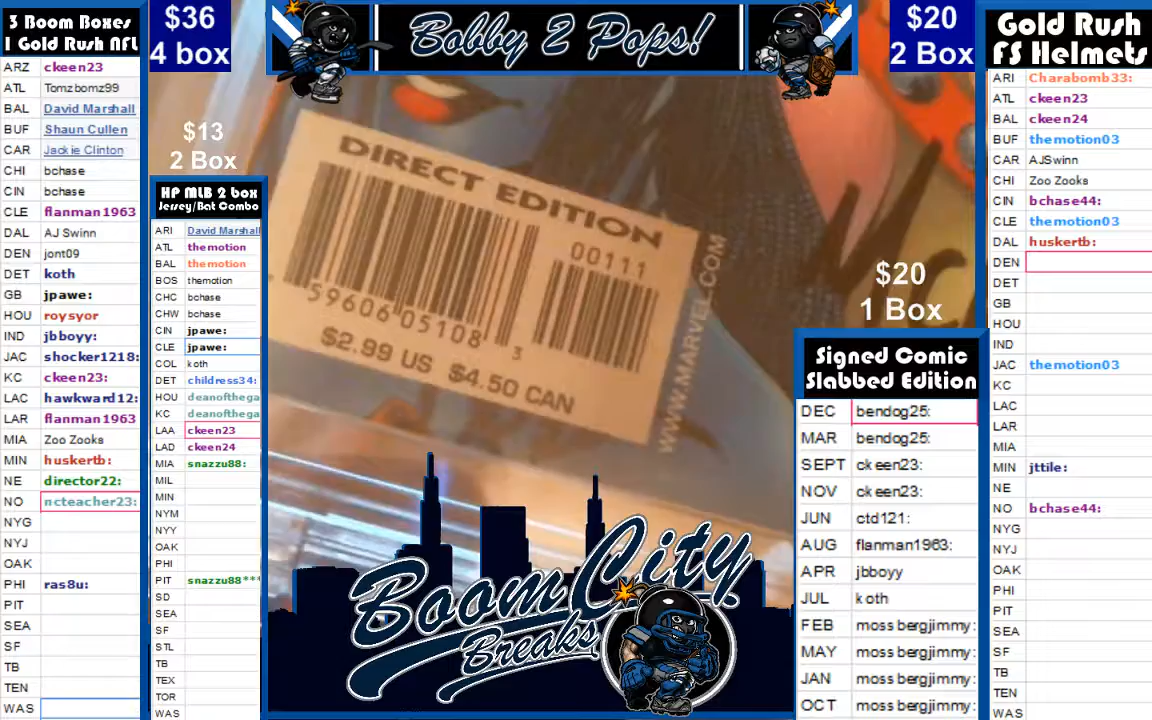 3 Boom Boxes
1 Gold Rush NFL
ARZ ckeen23
ATL Tomzbomz99
BAL David Marshall
BUF Shaun Cullen
CAR Jackie Clinton
CHI bchase
CIN bchase
CLE flanman1963
DAL AJ Swinn
DEN jont09
DET koth
GB jpawe:
HOU roysyor
IND jbboyy:
JAC shocker1218:
KC ckeen23:
LAC hawkward12:
LAR flanman1963
MIA Zoo Zooks
MIN huskertb:
NE director22:
NO ncteacher23:
NYG
NYJ
OAK
PHI ras8u:
PIT
SEA
SF
TB
TEN
WAS
$36
4 box
$13
2 Box
HP MLB 2 box
Jersey/Bat Combo
ARI David Marshall
ATL themotion
BAL themotion
BOS themotion
CHC bchase
CHW bchase
CIN jpawe:
CLE jpawe:
COL koth
DET childress34:
HOU deanofthega
KC deanofthega
LAA ckeen23
LAD ckeen24
MIA snazzu88:
MIL
MIN
NYM
NYY
OAK
PHI
PIT snazzu88***
SD
SEA
SF
STL
TB
TEX
TOR
WAS
Bobby 2 Pops!
DIRECT EDITION
00111
59606 05108 3
$2.99 US $4.50 CAN
WWW.MARVEL.COM
Boom City
Breaks
$20
2 Box
$20
1 Box
Signed Comic
Slabbed Edition
DEC bendog25:
MAR bendog25:
SEPT ckeen23:
NOV ckeen23:
JUN ctd121:
AUG flanman1963:
APR jbboyy
JUL koth
FEB moss bergjimmy:
MAY moss bergjimmy:
JAN moss bergjimmy:
OCT moss bergjimmy:
Gold Rush
FS Helmets
ARI Charabomb33:
ATL ckeen23
BAL ckeen24
BUF themotion03
CAR AJSwinn
CHI Zoo Zooks
CIN bchase44:
CLE themotion03
DAL huskertb:
DEN
DET
GB
HOU
IND
JAC themotion03
KC
LAC
LAR
MIA
MIN jttile:
NE
NO bchase44:
NYG
NYJ
OAK
PHI
PIT
SEA
SF
TB
TEN
WAS